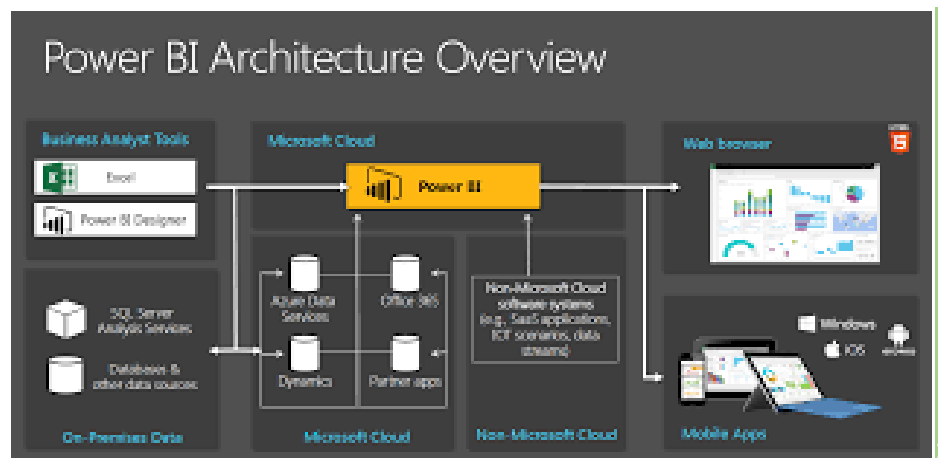 Power BI Architecture Overview
Business Analyst Tools
Excel
Power BI Designer
Microsoft Cloud
Power BI
Web browser
5
SQL Server
Analysis Services
Databases &
other data sources
On-Premises Data
Azure Data
Services
Office 365
Dynamics
Partner apps
Microsoft Cloud
Non-Microsoft Cloud
software systems
(e.g., SaaS applications,
IOT scenarios, data
streams)
Non-Microsoft Cloud
Windows
iOS
Mobile Apps